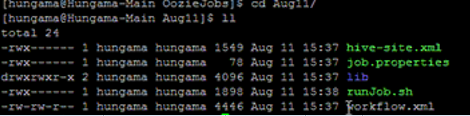 [hungama@Hungama-Main OozieJobs]$ cd Aug11/
[hungama@Hungama-Main Aug11]$ ll
total 24
-rwx------ 1 hungama hungama 1549 Aug 11 15:37 hive-site.xml
-rwx------ 1 hungama hungama 78 Aug 11 15:37 job.properties
drwxrwxr-x 2 hungama hungama 4096 Aug 11 15:37 lib
-rwx------ 1 hungama hungama 1898 Aug 11 15:38 runJob.sh
-rw-rw-r-- 1 hungama hungama 4446 Aug 11 15:37 workflow.xml